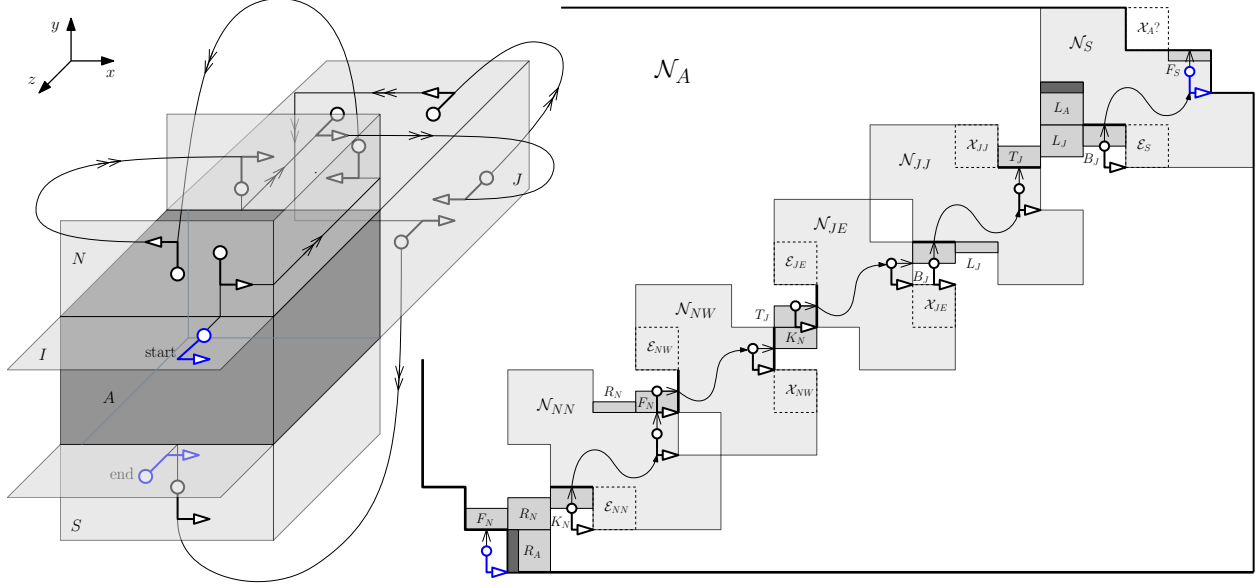 y
x
z
N
J
I
start
A
end
S
𝒩_A
𝒩_S
𝒳_A?
F_S
L_A
L_J
B_J
ℰ_S
𝒩_JJ
𝒳_JJ
T_J
𝒩_JE
ℰ_JE
B_J
L_J
𝒳_JE
𝒩_NW
T_J
K_N
ℰ_NW
𝒳_NW
𝒩_NN
R_N
F_N
F_N
R_N
K_N
ℰ_NN
R_A